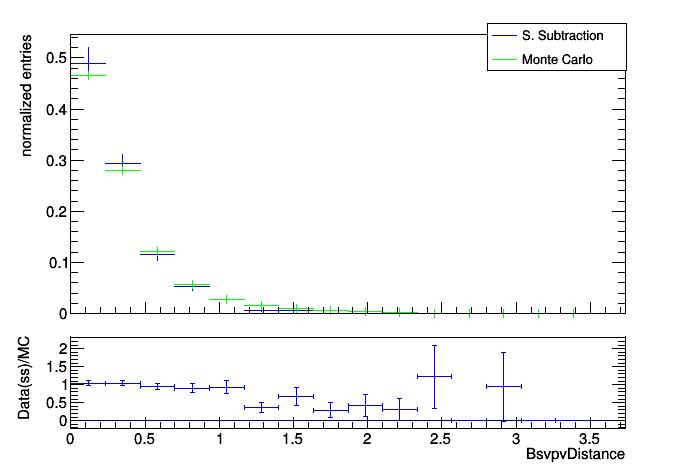 S. Subtraction
Monte Carlo
normalized entries
0.5
0.4
0.3
0.2
0.1
0
Data(ss)/MC
2
1.5
1
0.5
0
0 0.5 1 1.5 2 2.5 3 3.5
BsvpvDistance